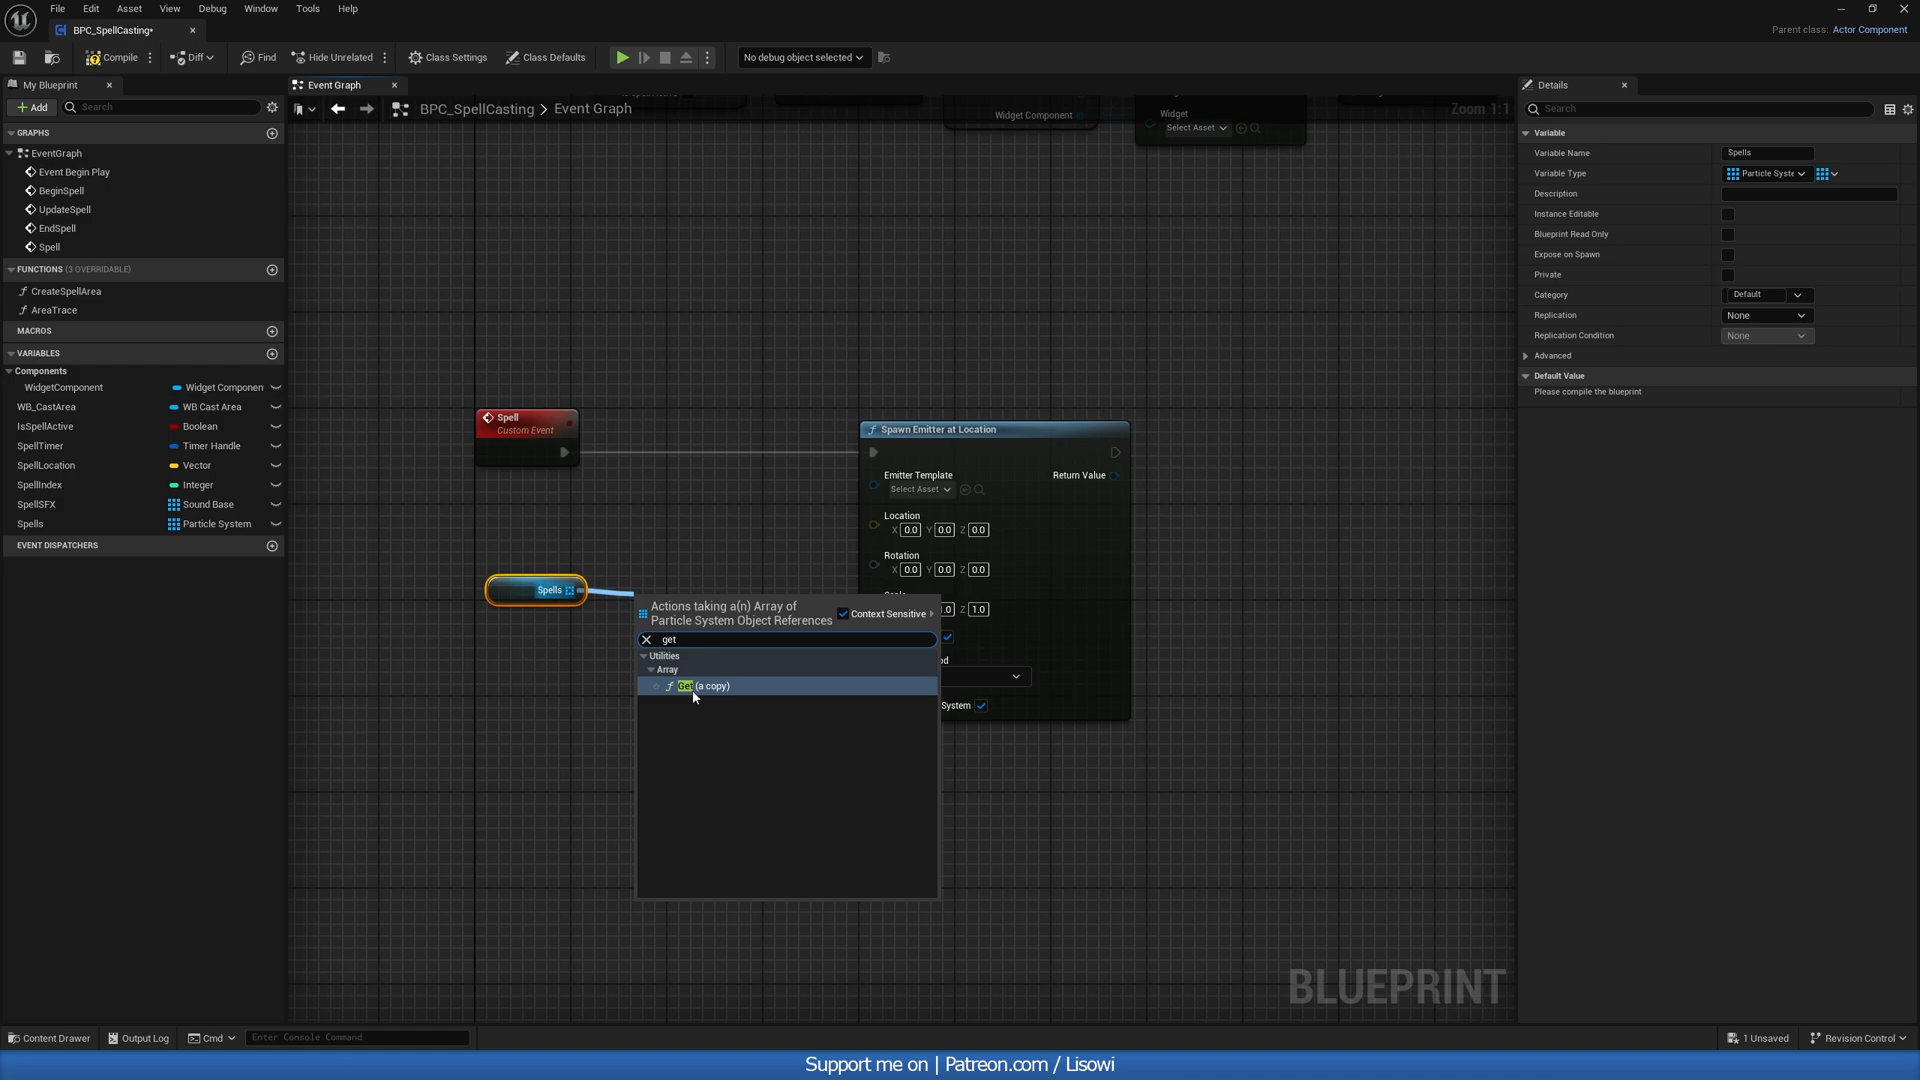 File Edit Asset View Debug Window Tools Help
BPC_SpellCasting•
Parent class: Actor Component
Compile Diff Find Hide Unrelated Class Settings Class Defaults No debug object selected
My Blueprint
Event Graph
Details
Add Search
BPC_SpellCasting > Event Graph
Zoom 1:1
Search
GRAPHS
EventGraph
Event Begin Play
BeginSpell
UpdateSpell
EndSpell
Spell
FUNCTIONS (3 OVERRIDABLE)
CreateSpellArea
AreaTrace
MACROS
VARIABLES
Components
WidgetComponent Widget Componen
WB_CastArea WB Cast Area
IsSpellActive Boolean
SpellTimer Timer Handle
SpellLocation Vector
SpellIndex Integer
SpellSFX Sound Base
Spells Particle System
EVENT DISPATCHERS
Widget Component
Widget
Select Asset
Spell
Custom Event
Spawn Emitter at Location
Emitter Template
Select Asset
Return Value
Location
X 0.0 Y 0.0 Z 0.0
Rotation
X 0.0 Y 0.0 Z 0.0
1.0 Z 1.0
od
System
Spells
Actions taking a(n) Array of
Particle System Object References
Context Sensitive
get
Utilities
Array
Get (a copy)
BLUEPRINT
Variable
Variable Name Spells
Variable Type Particle Syste
Description
Instance Editable
Blueprint Read Only
Expose on Spawn
Private
Category Default
Replication None
Replication Condition None
Advanced
Default Value
Please compile the blueprint
Content Drawer Output Log Cmd Enter Console Command
1 Unsaved Revision Control
Support me on | Patreon.com / Lisowi